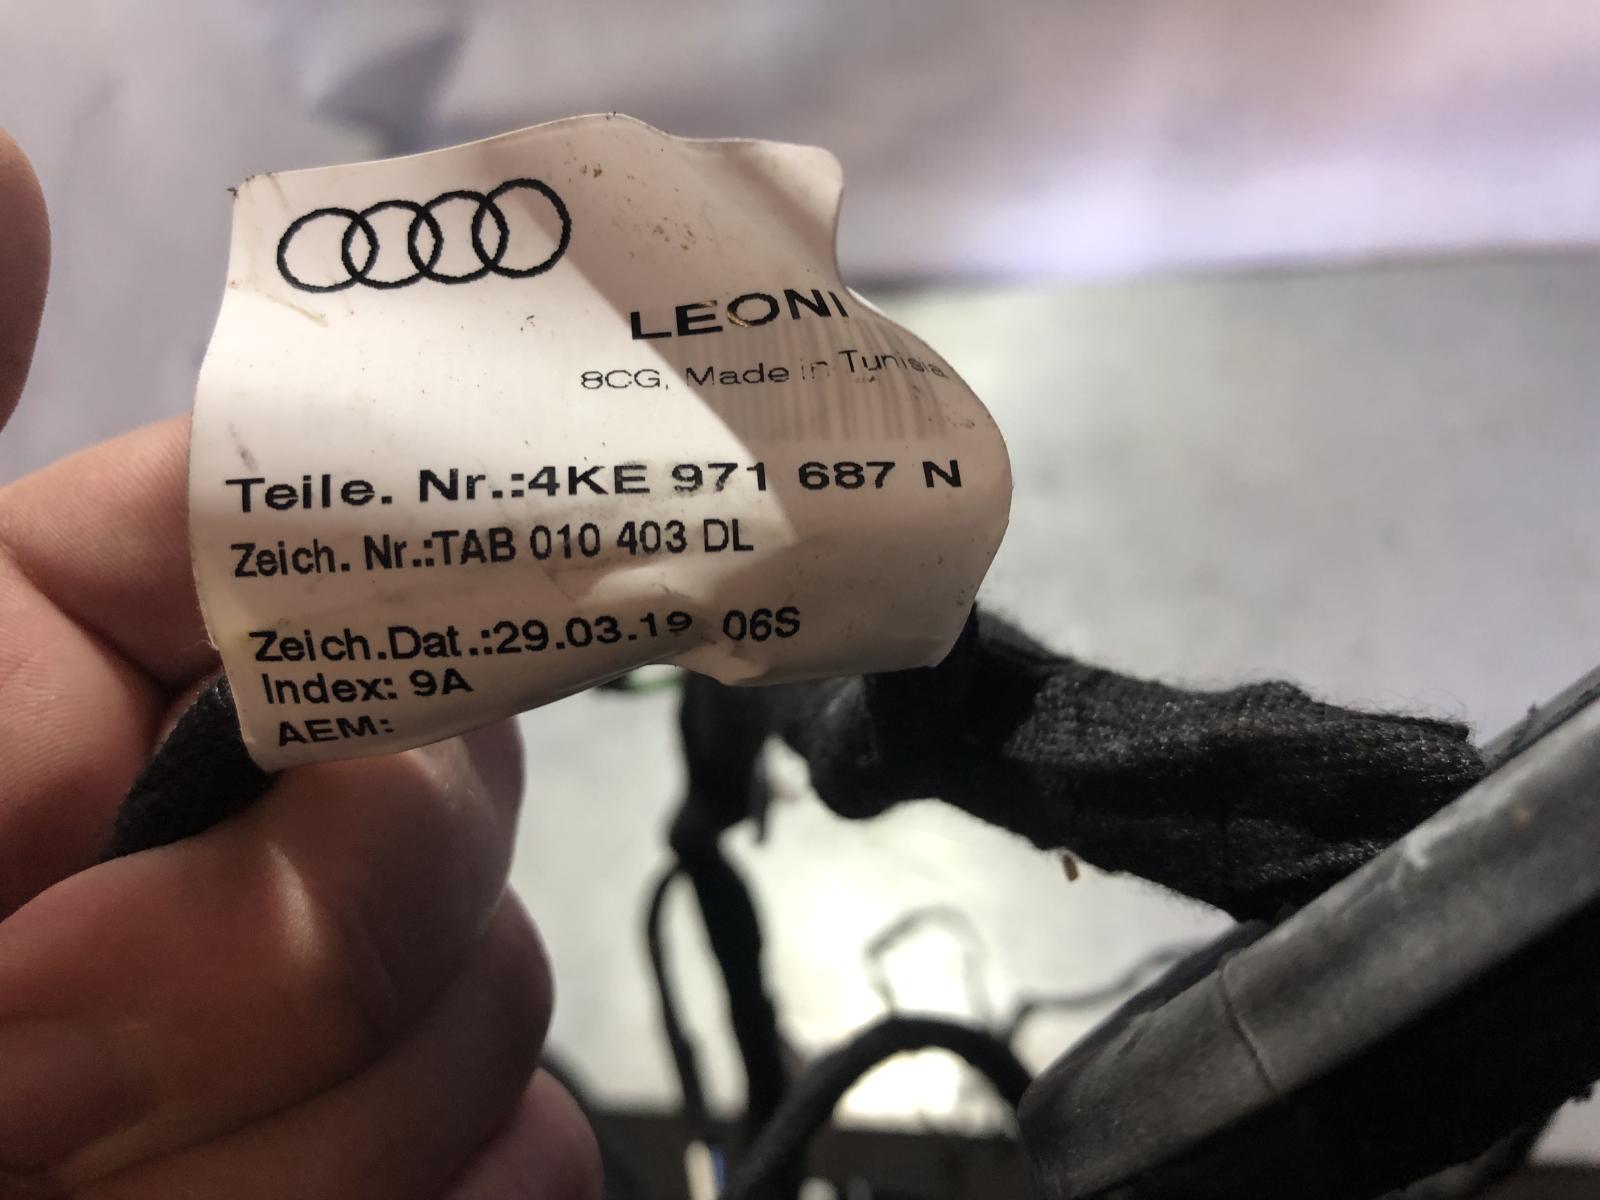 LEONI
8CG, Made in Tunisia
Teile. Nr.:4KE 971 687 N
Zeich. Nr.:TAB 010 403 DL
Zeich.Dat.:29.03.19 06S
Index: 9A
AEM: